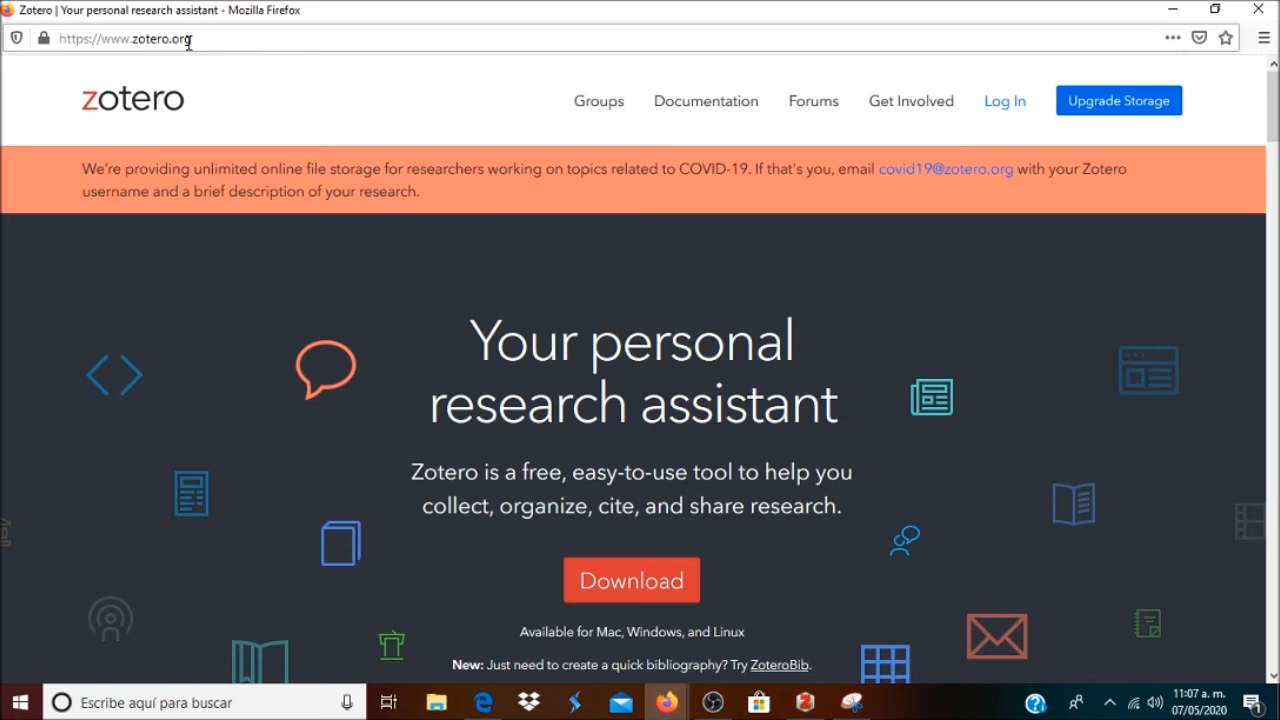 Zotero | Your personal research assistant - Mozilla Firefox
https://www.zotero.org
zotero
Groups
Documentation
Forums
Get Involved
Log In
Upgrade Storage
We're providing unlimited online file storage for researchers working on topics related to COVID-19. If that's you, email covid19@zotero.org with your Zotero
username and a brief description of your research.
Your personal
research assistant
Zotero is a free, easy-to-use tool to help you
collect, organize, cite, and share research.
Download
Available for Mac, Windows, and Linux
New: Just need to create a quick bibliography? Try ZoteroBib.
Escribe aquí para buscar
11:07 a. m.
07/05/2020
1